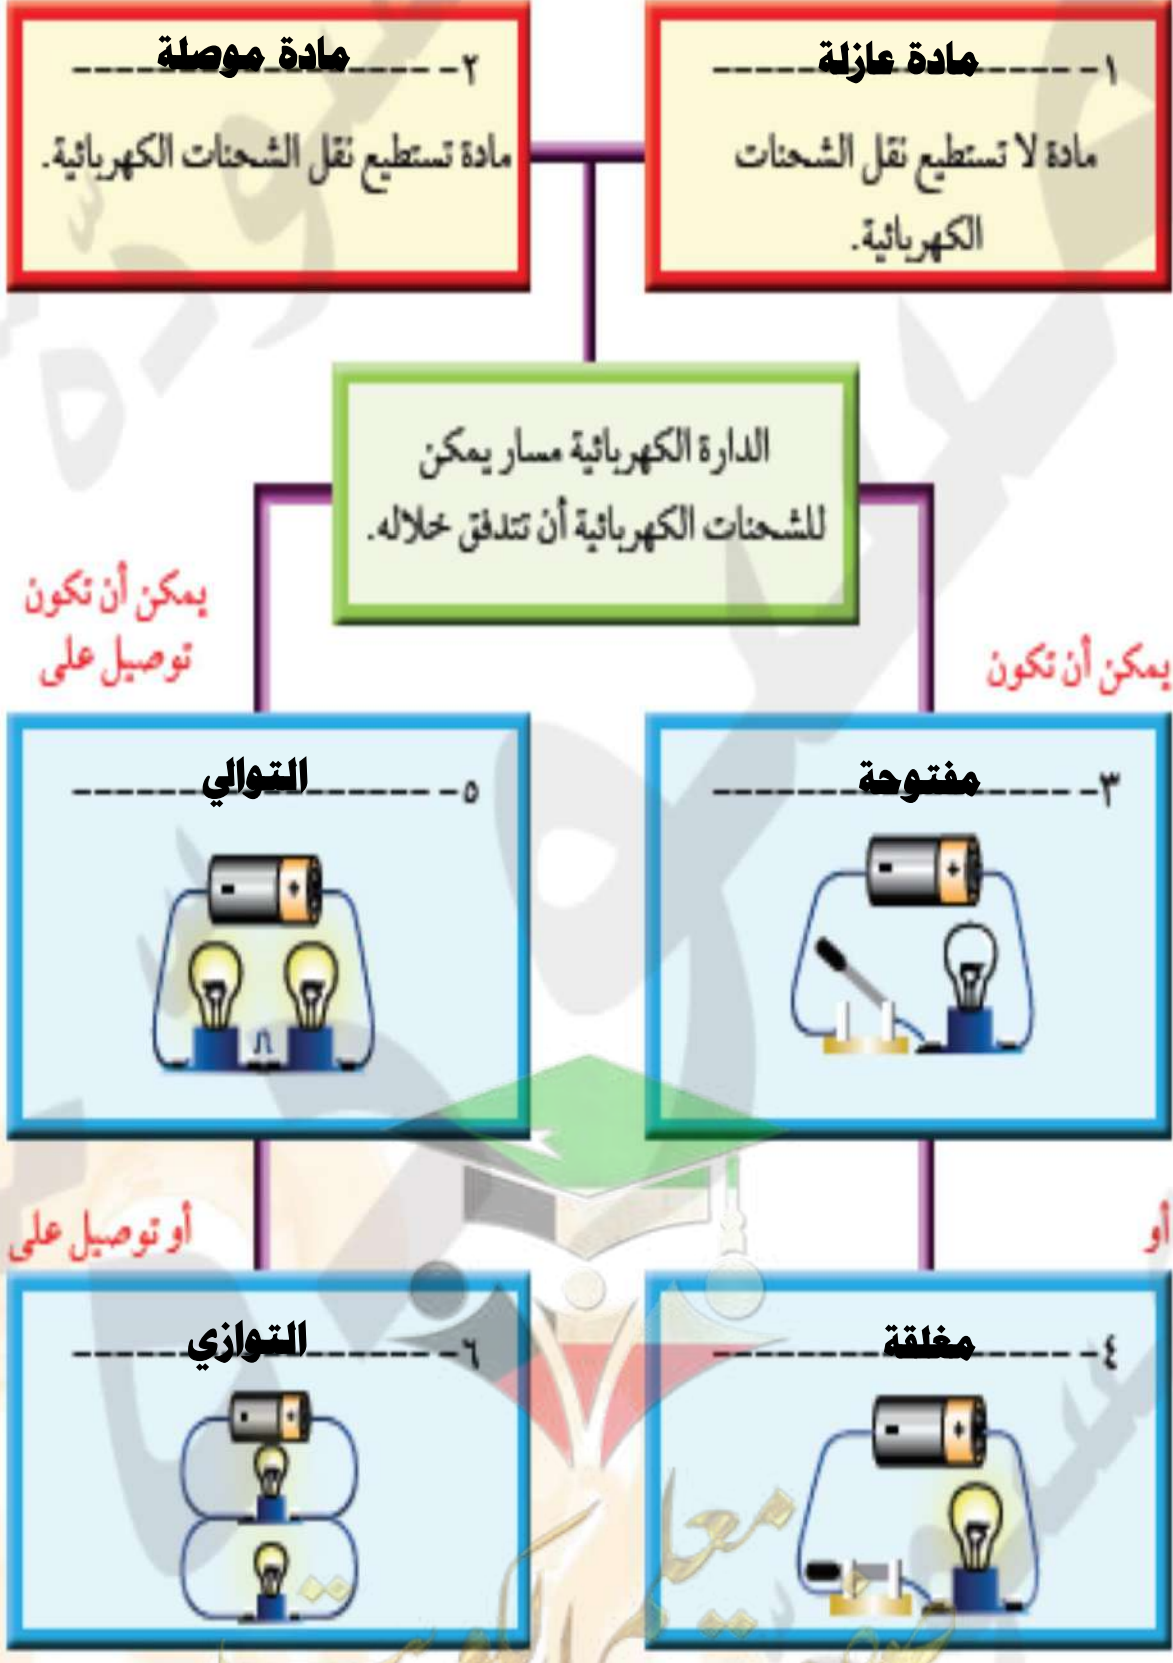 ١- مادة عازلة
مادة لا تستطيع نقل الشحنات
الكهربائية.
٢- مادة موصلة
مادة تستطيع نقل الشحنات الكهربائية.
الدارة الكهربائية مسار يمكن
للشحنات الكهربائية أن تتدفق خلاله.
يمكن أن تكون
٣- مفتوحة
- +
أو
٤- مغلقة
- +
يمكن أن تكون
توصيل على
٥- التوالي
- +
أو توصيل على
٦- التوازي
- +